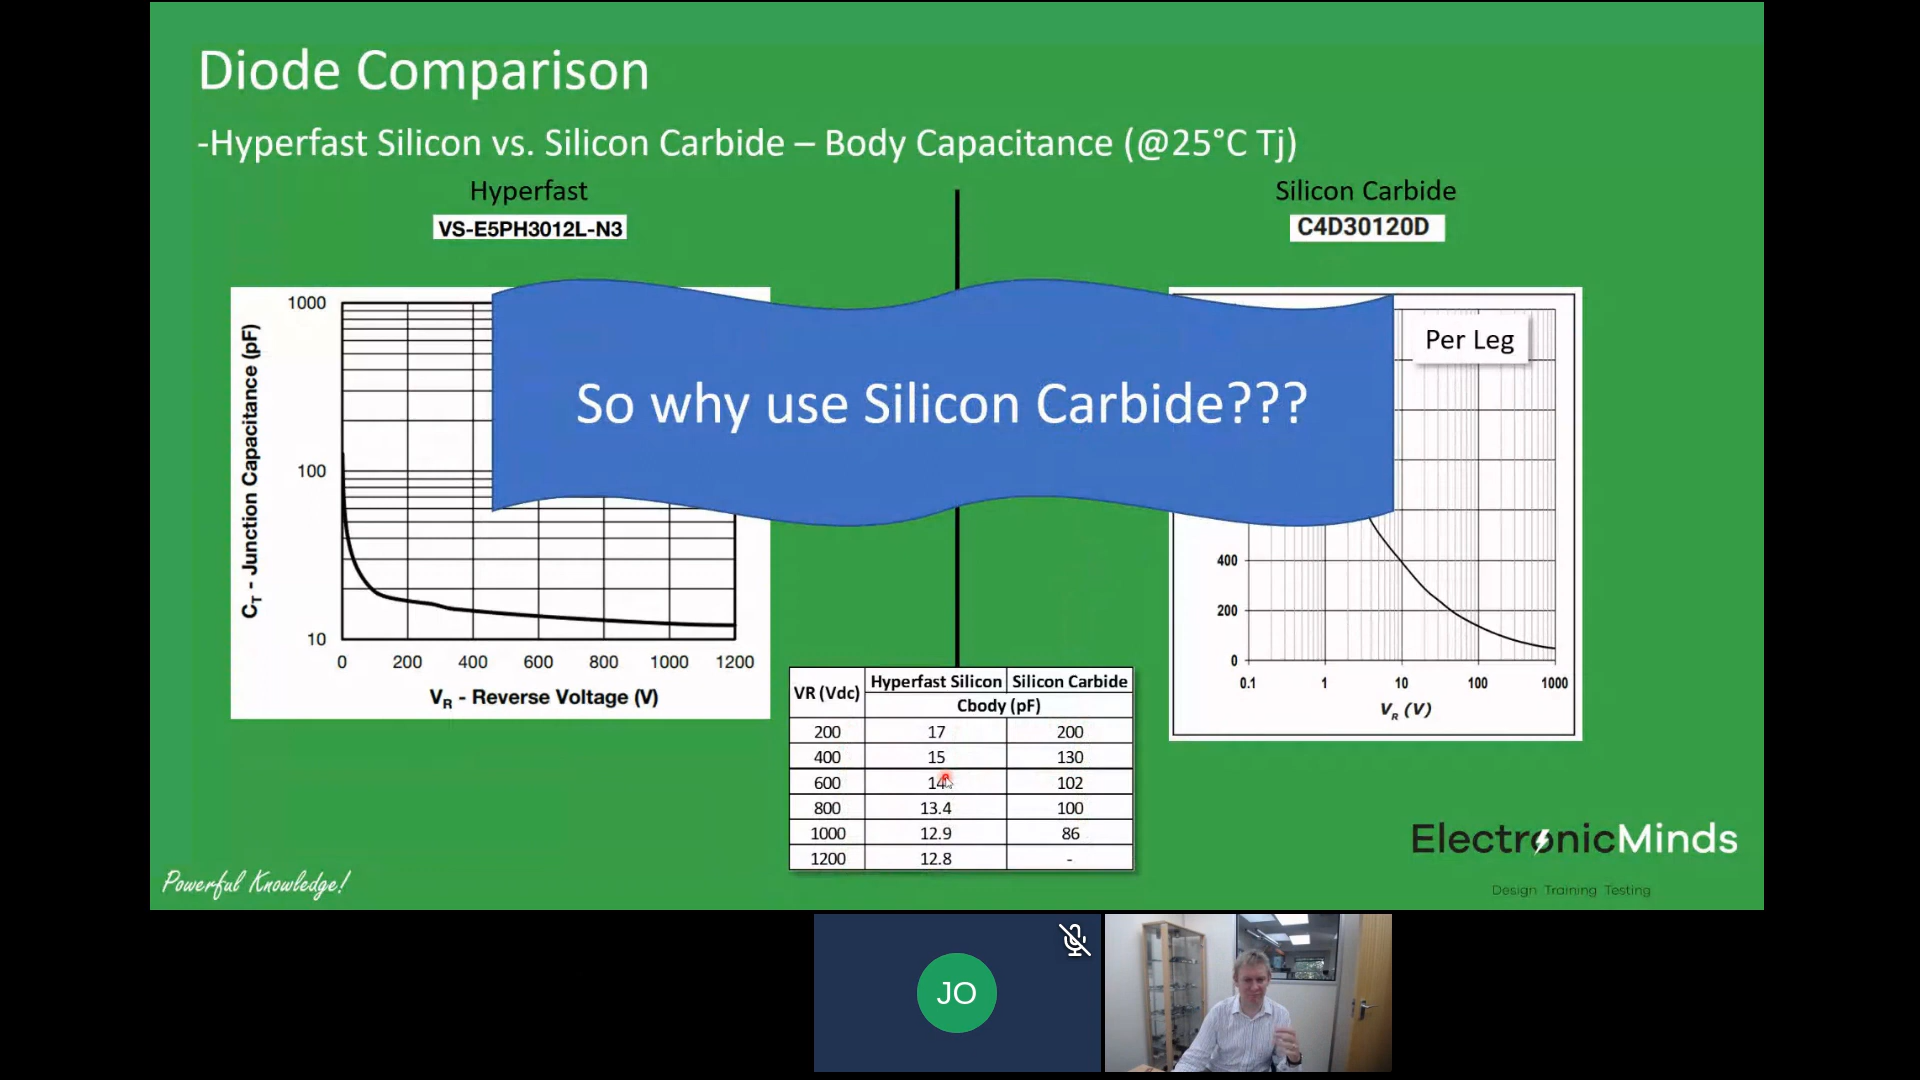 Diode Comparison
-Hyperfast Silicon vs. Silicon Carbide – Body Capacitance (@25°C Tj)
Hyperfast
VS-E5PH3012L-N3
Silicon Carbide
C4D30120D
So why use Silicon Carbide???
Per Leg
CT - Junction Capacitance (pF)
1000
100
10
0 200 400 600 800 1000 1200
VR - Reverse Voltage (V)
400
200
0
0.1 1 10 100 1000
VR (V)
VR (Vdc) Hyperfast Silicon Silicon Carbide
Cbody (pF)
200 17 200
400 15 130
600 14 102
800 13.4 100
1000 12.9 86
1200 12.8 -
Powerful Knowledge!
ElectronicMinds
Design Training Testing
JO